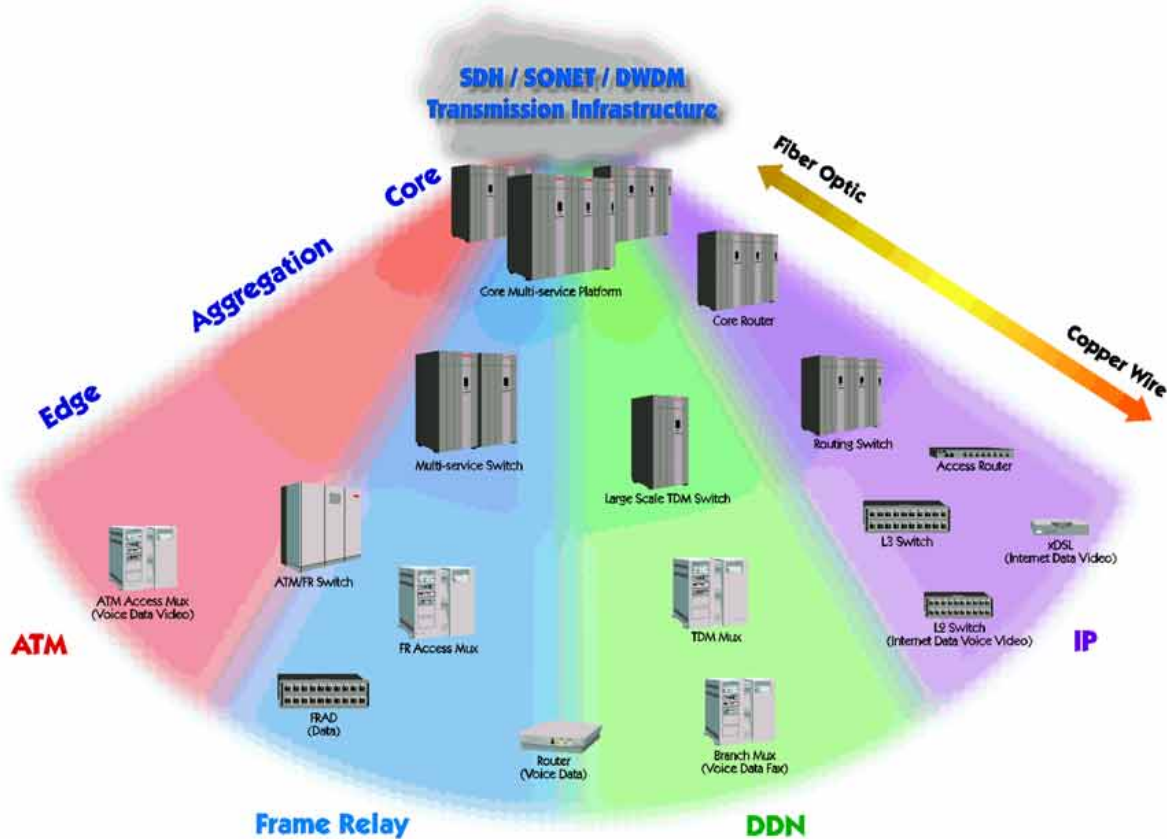 SDH / SONET / DWDM
Transmission Infrastructure
Core
Aggregation
Edge
Fiber Optic
Copper Wire
Core Multi-service Platform
Core Router
Multi-service Switch
Large Scale TDM Switch
Routing Switch
Access Router
L3 Switch
xDSL
(Internet Data Video)
ATM Access Mux
(Voice Data Video)
ATM/FR Switch
FR Access Mux
TDM Mux
L2 Switch
(Internet Data Voice Video)
ATM
IP
FRAD
(Data)
Router
(Voice Data)
Branch Mux
(Voice Data Fax)
Frame Relay
DDN